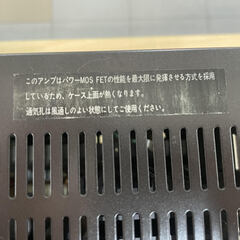 このアンプはパワーMOS FETの性能を最大限に発揮させる方式を採用
しているため、ケース上面が熱くなります。
通気孔は風通しのよい状態にしてご使用ください。